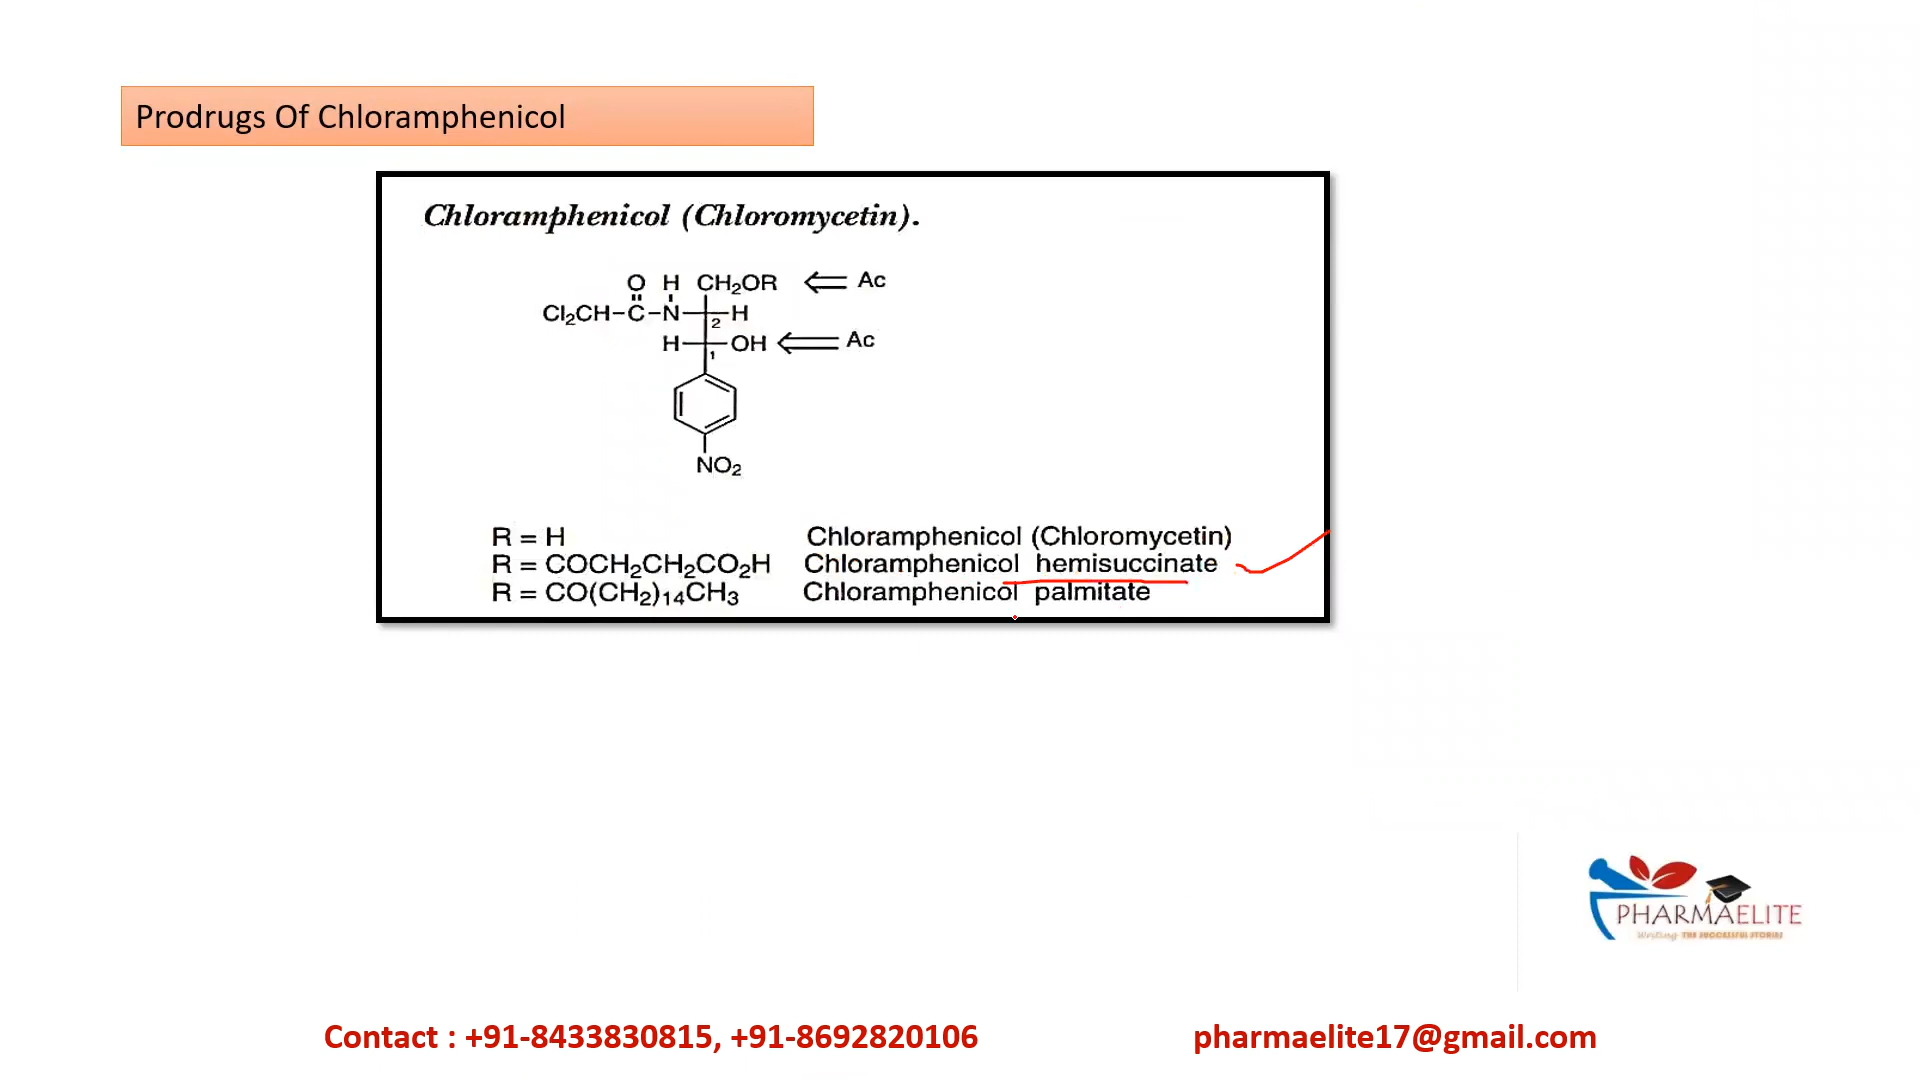 Prodrugs Of Chloramphenicol
Chloramphenicol (Chloromycetin).
O H CH2OR ⇐ Ac
Cl2CH-C-N H
2
H OH ⇐ Ac
1
NO2
R = H Chloramphenicol (Chloromycetin)
R = COCH2CH2CO2H Chloramphenicol hemisuccinate
R = CO(CH2)14CH3 Chloramphenicol palmitate
PHARMAELITE
Writing THE SUCCESSFUL STORIES
Contact : +91-8433830815, +91-8692820106 pharmaelite17@gmail.com